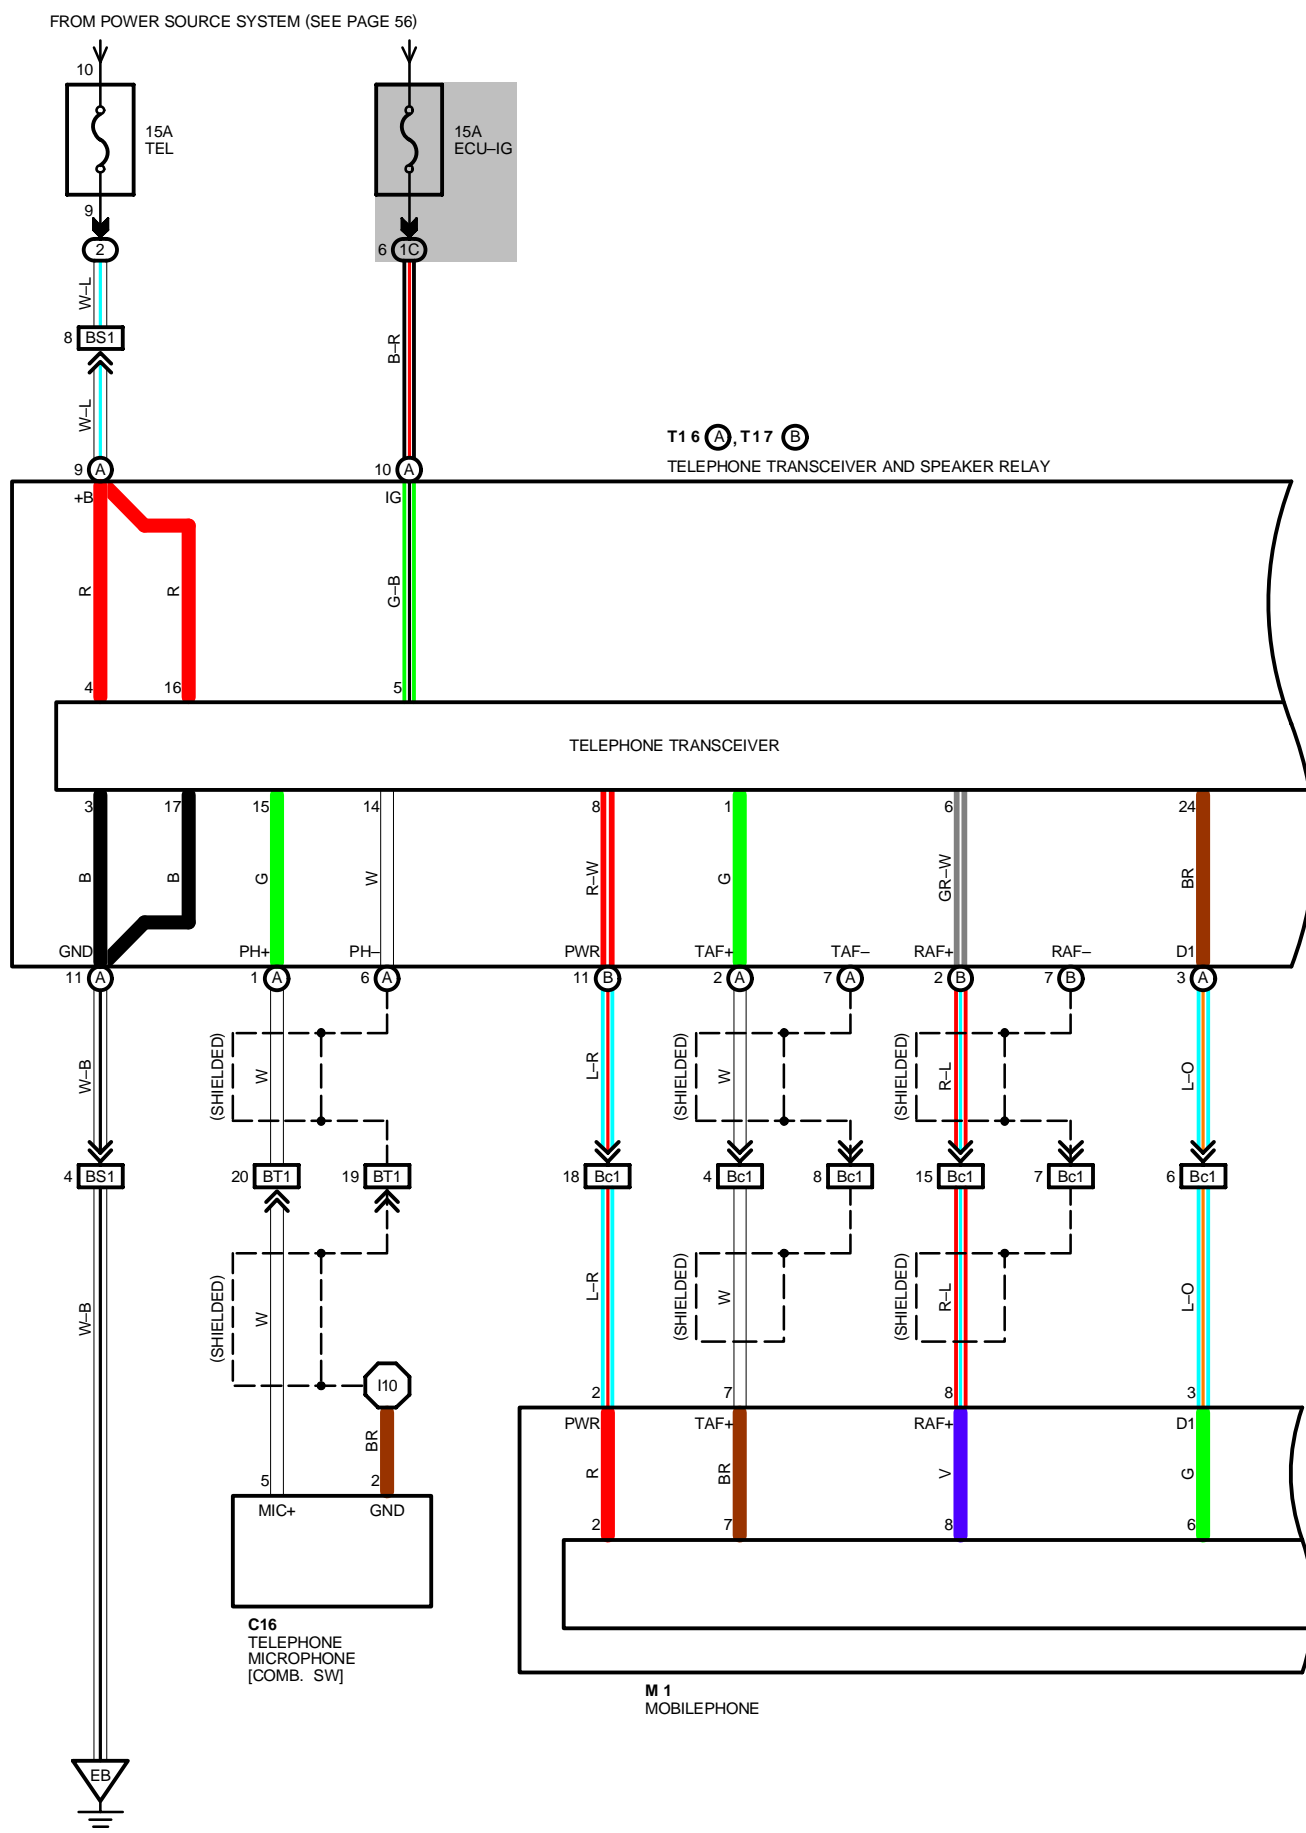 FROM POWER SOURCE SYSTEM (SEE PAGE 56)
10
15A
TEL
15A
ECU–IG
9
2
6 1C
W–L
8 BS1
B–R
W–L
T16 A , T17 B
TELEPHONE TRANSCEIVER AND SPEAKER RELAY
9 A
10 A
+B
IG
R
R
G–B
4
16
5
TELEPHONE TRANSCEIVER
3
17
15
14
8
1
6
24
B
B
G
W
R–W
G
GR–W
BR
GND
PH+
PH–
PWR
TAF+
TAF–
RAF+
RAF–
D1
11 A
1 A
6 A
11 B
2 A
7 A
2 B
7 B
3 A
W–B
(SHIELDED)
W
L–R
(SHIELDED)
W
(SHIELDED)
R–L
L–O
4 BS1
20 BT1
19 BT1
18 Bc1
4 Bc1
8 Bc1
15 Bc1
7 Bc1
6 Bc1
W–B
(SHIELDED)
W
L–R
(SHIELDED)
W
(SHIELDED)
R–L
L–O
I10
2
7
8
3
BR
PWR
TAF+
RAF+
D1
R
BR
V
G
5
2
MIC+
GND
2
7
8
6
C16
TELEPHONE
MICROPHONE
[COMB. SW]
M 1
MOBILEPHONE
EB